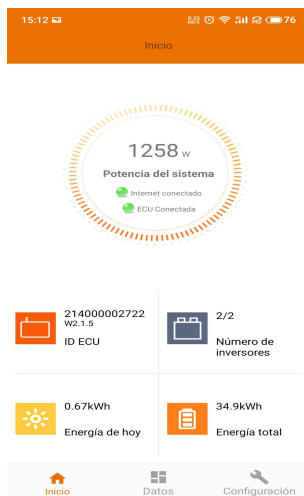 15:12
76
Inicio
1258 W
Potencia del sistema
Internet conectado
ECU Conectada
214000002722
W2.1.5
ID ECU
2/2
Número de
inversores
0.67kWh
Energía de hoy
34.9kWh
Energía total
Inicio
Datos
Configuración